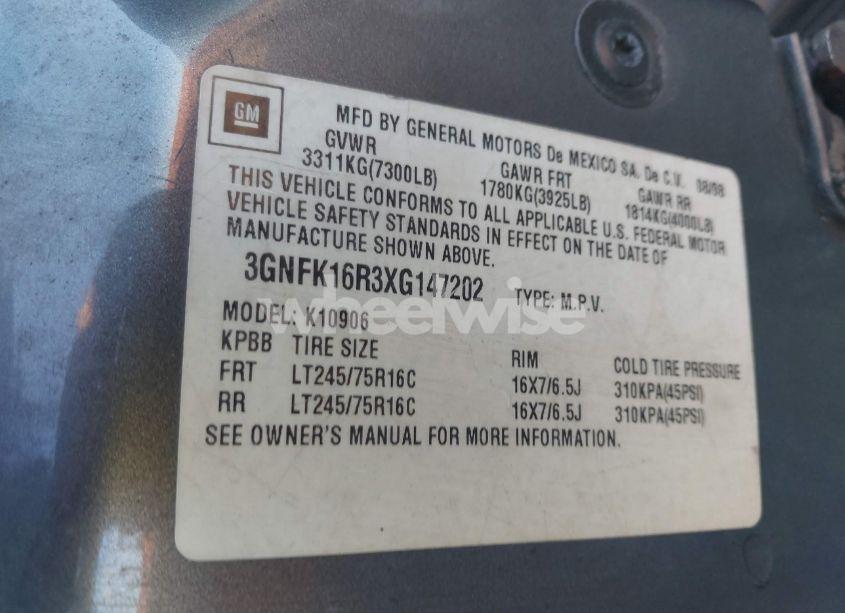 GM
MFD BY GENERAL MOTORS De MEXICO SA. De C.V. 08/98
GVWR GAWR FRT GAWR RR
3311KG(7300LB) 1780KG(3925LB) 1814KG(4000LB)
THIS VEHICLE CONFORMS TO ALL APPLICABLE U.S. FEDERAL MOTOR
VEHICLE SAFETY STANDARDS IN EFFECT ON THE DATE OF
MANUFACTURE SHOWN ABOVE.
3GNFK16R3XG147202 TYPE: M.P.V.
wheelwise
MODEL: K10906
KPBB TIRE SIZE RIM COLD TIRE PRESSURE
FRT LT245/75R16C 16X7/6.5J 310KPA(45PSI)
RR LT245/75R16C 16X7/6.5J 310KPA(45PSI)
SEE OWNER'S MANUAL FOR MORE INFORMATION.